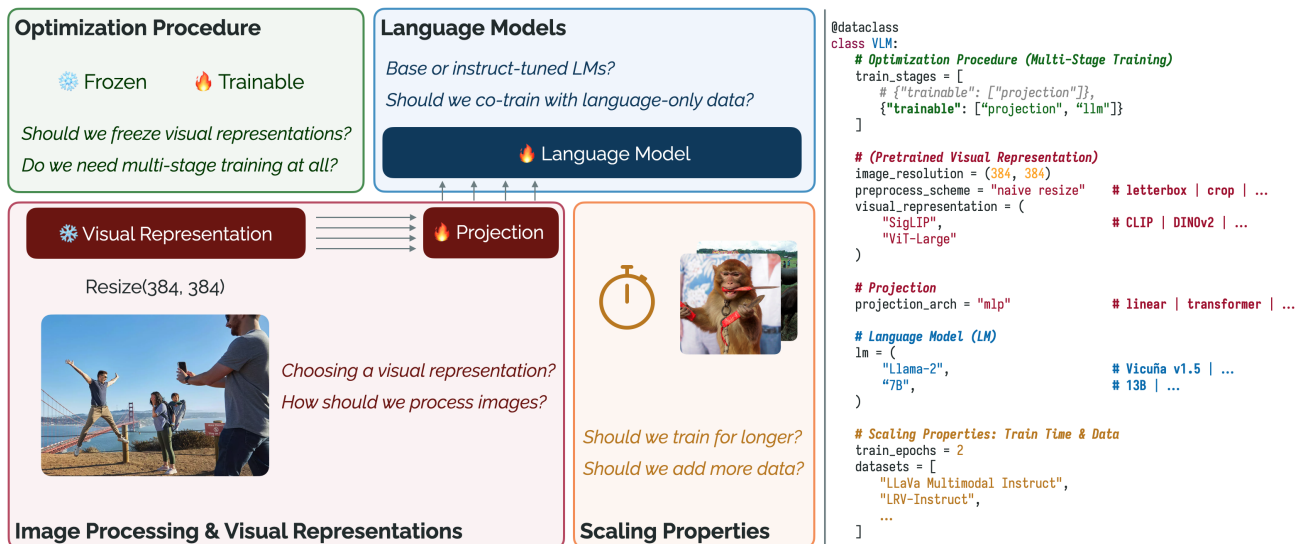 Optimization Procedure
❄️ Frozen 🔥 Trainable
Should we freeze visual representations?
Do we need multi-stage training at all?
Language Models
Base or instruct-tuned LMs?
Should we co-train with language-only data?
🔥 Language Model
❄️ Visual Representation
🔥 Projection
Resize(384, 384)
Choosing a visual representation?
How should we process images?
Image Processing & Visual Representations
Should we train for longer?
Should we add more data?
Scaling Properties
@dataclass
class VLM:
# Optimization Procedure (Multi-Stage Training)
train_stages = [
# {"trainable": ["projection"]},
{"trainable": [“projection", “llm"]}
]
# (Pretrained Visual Representation)
image_resolution = (384, 384)
preprocess_scheme = "naive resize" # letterbox | crop | …
visual_representation = (
"SigLIP", # CLIP | DINOv2 | …
"ViT-Large"
)
# Projection
projection_arch = "mlp" # linear | transformer | …
# Language Model (LM)
lm = (
"Llama-2", # Vicuña v1.5 | …
“7B", # 13B | …
)
# Scaling Properties: Train Time & Data
train_epochs = 2
datasets = [
"LLaVa Multimodal Instruct",
"LRV-Instruct",
…
]